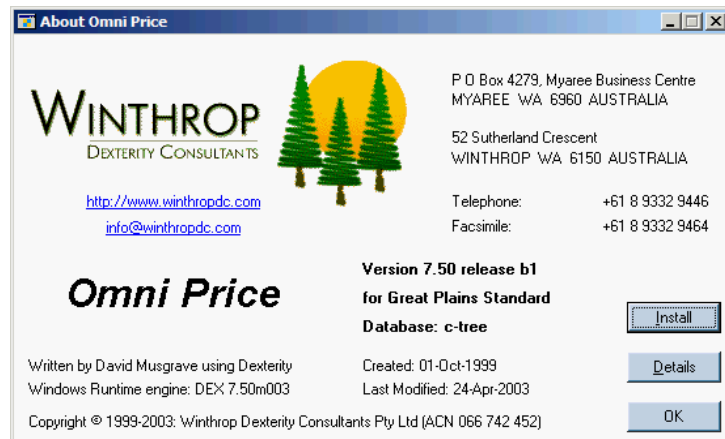 About Omni Price
WINTHROP
DEXTERITY CONSULTANTS
http://www.winthropdc.com
info@winthropdc.com
P O Box 4279, Myaree Business Centre
MYAREE WA 6960 AUSTRALIA
52 Sutherland Crescent
WINTHROP WA 6150 AUSTRALIA
Telephone: +61 8 9332 9446
Facsimile: +61 8 9332 9464
Omni Price
Version 7.50 release b1
for Great Plains Standard
Database: c-tree
Install
Written by David Musgrave using Dexterity
Windows Runtime engine: DEX 7.50m003
Created: 01-Oct-1999
Last Modified: 24-Apr-2003
Details
Copyright © 1999-2003: Winthrop Dexterity Consultants Pty Ltd (ACN 066 742 452)
OK